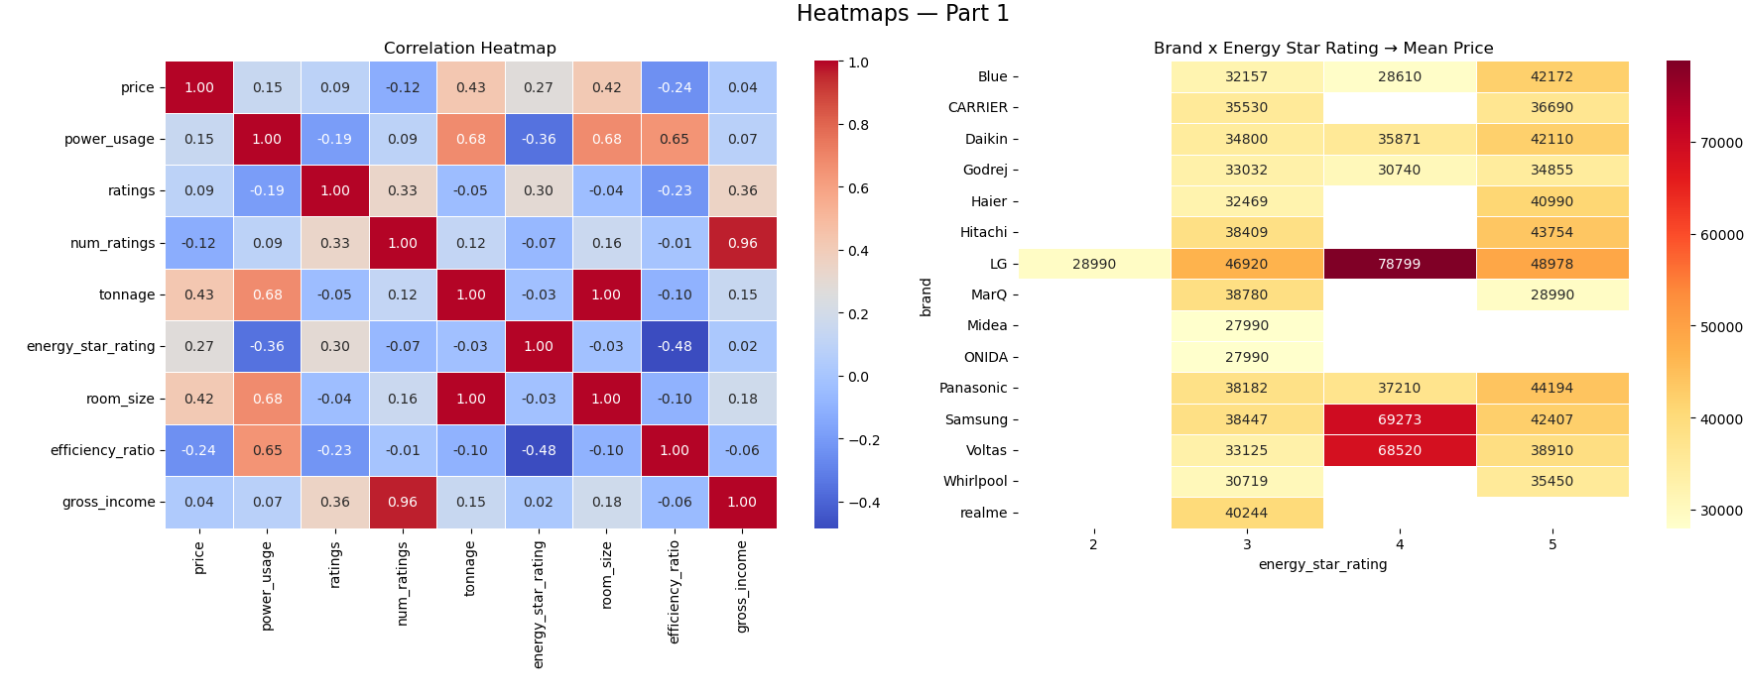 Heatmaps — Part 1
Correlation Heatmap
price 1.00 0.15 0.09 -0.12 0.43 0.27 0.42 -0.24 0.04
power_usage 0.15 1.00 -0.19 0.09 0.68 -0.36 0.68 0.65 0.07
ratings 0.09 -0.19 1.00 0.33 -0.05 0.30 -0.04 -0.23 0.36
num_ratings -0.12 0.09 0.33 1.00 0.12 -0.07 0.16 -0.01 0.96
tonnage 0.43 0.68 -0.05 0.12 1.00 -0.03 1.00 -0.10 0.15
energy_star_rating 0.27 -0.36 0.30 -0.07 -0.03 1.00 -0.03 -0.48 0.02
room_size 0.42 0.68 -0.04 0.16 1.00 -0.03 1.00 -0.10 0.18
efficiency_ratio -0.24 0.65 -0.23 -0.01 -0.10 -0.48 -0.10 1.00 -0.06
gross_income 0.04 0.07 0.36 0.96 0.15 0.02 0.18 -0.06 1.00
price power_usage ratings num_ratings tonnage energy_star_rating room_size efficiency_ratio gross_income
1.0
0.8
0.6
0.4
0.2
0.0
−0.2
−0.4
Brand x Energy Star Rating → Mean Price
brand
Blue 32157 28610 42172
CARRIER 35530 36690
Daikin 34800 35871 42110
Godrej 33032 30740 34855
Haier 32469 40990
Hitachi 38409 43754
LG 28990 46920 78799 48978
MarQ 38780 28990
Midea 27990
ONIDA 27990
Panasonic 38182 37210 44194
Samsung 38447 69273 42407
Voltas 33125 68520 38910
Whirlpool 30719 35450
realme 40244
2 3 4 5
energy_star_rating
70000
60000
50000
40000
30000